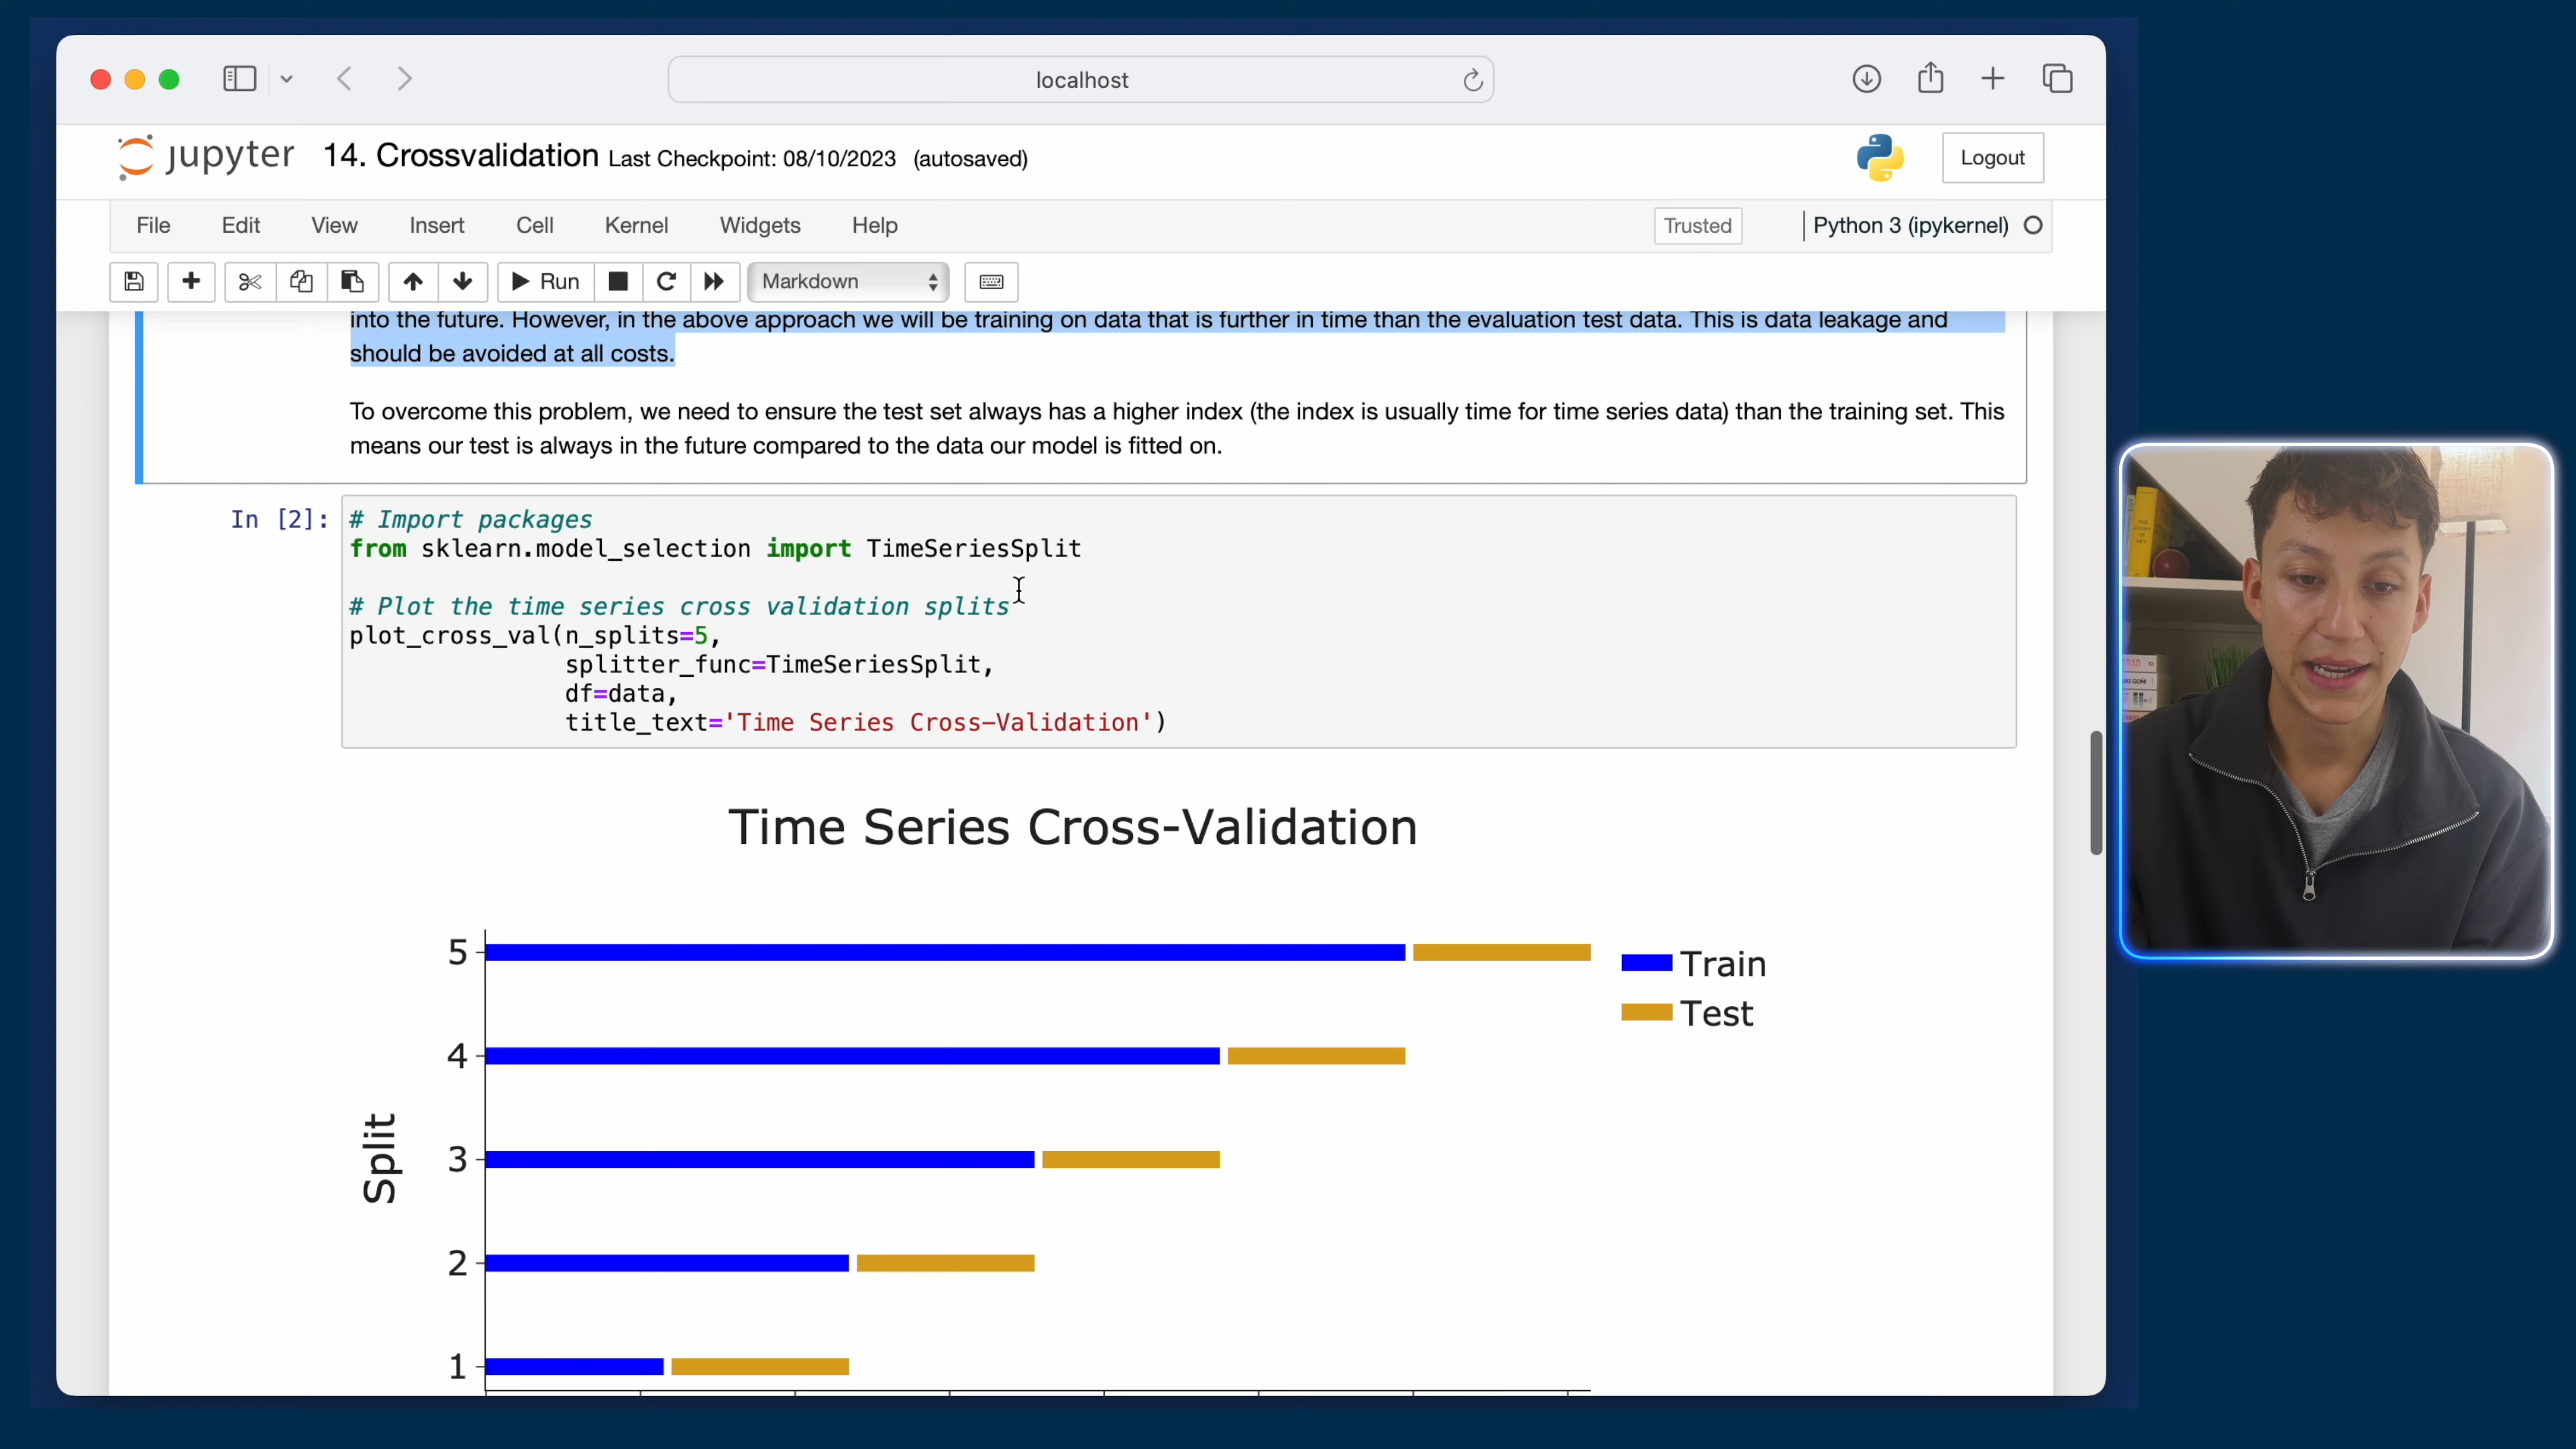 localhost
jupyter 14. Crossvalidation Last Checkpoint: 08/10/2023 (autosaved)
Logout
File Edit View Insert Cell Kernel Widgets Help
Trusted Python 3 (ipykernel)
Run Markdown
into the future. However, in the above approach we will be training on data that is further in time than the evaluation test data. This is data leakage and
should be avoided at all costs.
To overcome this problem, we need to ensure the test set always has a higher index (the index is usually time for time series data) than the training set. This
means our test is always in the future compared to the data our model is fitted on.
In [2]: # Import packages
from sklearn.model_selection import TimeSeriesSplit
# Plot the time series cross validation splits
plot_cross_val(n_splits=5,
splitter_func=TimeSeriesSplit,
df=data,
title_text='Time Series Cross-Validation')
Time Series Cross-Validation
5
Train
Test
4
Split
3
2
1